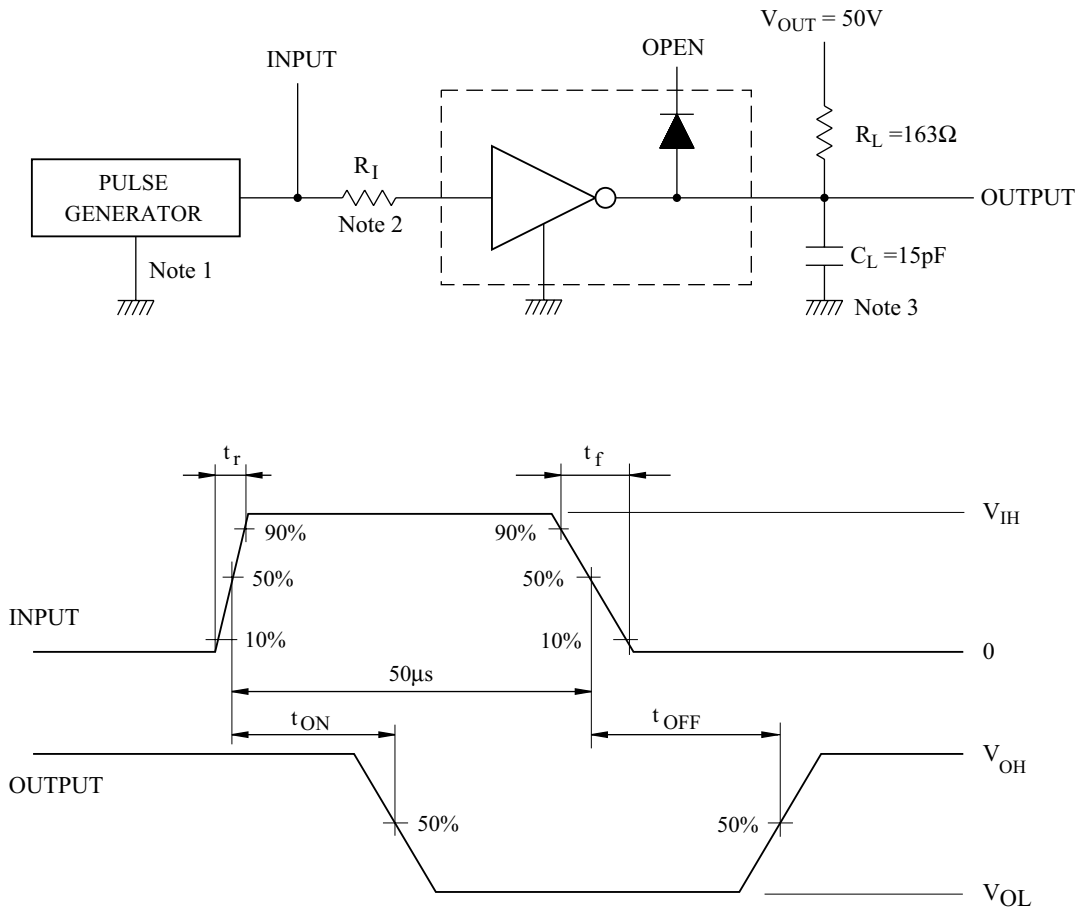 V_OUT = 50V
INPUT
OPEN
R_L =163Ω
R_I
PULSE
GENERATOR
OUTPUT
Note 2
C_L =15pF
Note 1
Note 3
t_r
t_f
V_IH
90%
90%
50%
50%
INPUT
10%
10%
0
50μs
t_ON
t_OFF
V_OH
OUTPUT
50%
50%
V_OL